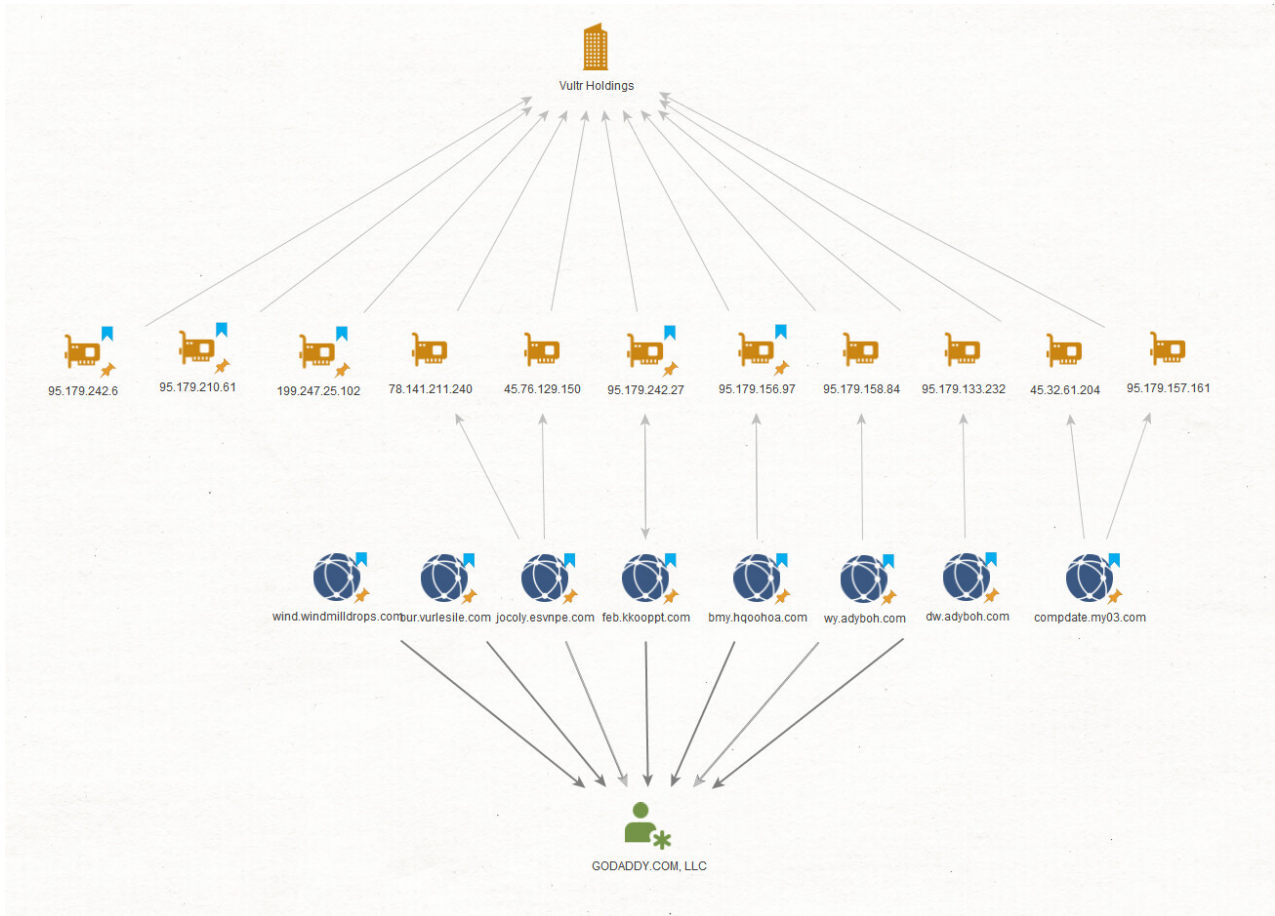 Vultr Holdings
95.179.242.6
95.179.210.61
199.247.25.102
78.141.211.240
45.76.129.150
95.179.242.27
95.179.156.97
95.179.158.84
95.179.133.232
45.32.61.204
95.179.157.161
wind.windmilldrops.com
bur.vurlesile.com
jocoly.esvnpe.com
feb.kkooppt.com
bmy.hqoohoa.com
wy.adyboh.com
dw.adyboh.com
compdate.my03.com
GODADDY.COM, LLC